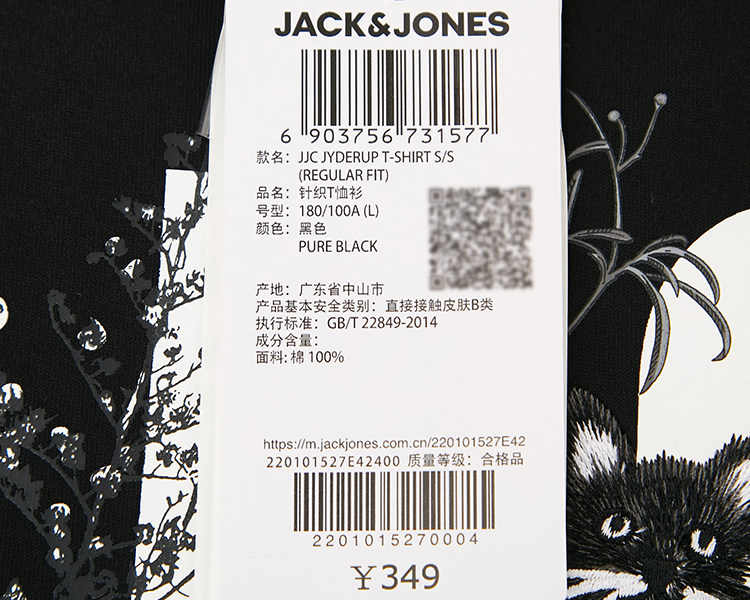 JACK&JONES
6 903756 731577
款名: JJC JYDERUP T-SHIRT S/S
(REGULAR FIT)
品名: 针织T恤衫
号型: 180/100A (L)
颜色: 黑色
PURE BLACK
产地: 广东省中山市
产品基本安全类别: 直接接触皮肤B类
执行标准: GB/T 22849-2014
成分含量:
面料: 棉 100%
https://m.jackjones.com.cn/220101527E42
220101527E42400 质量等级: 合格品
2201015270004
￥349